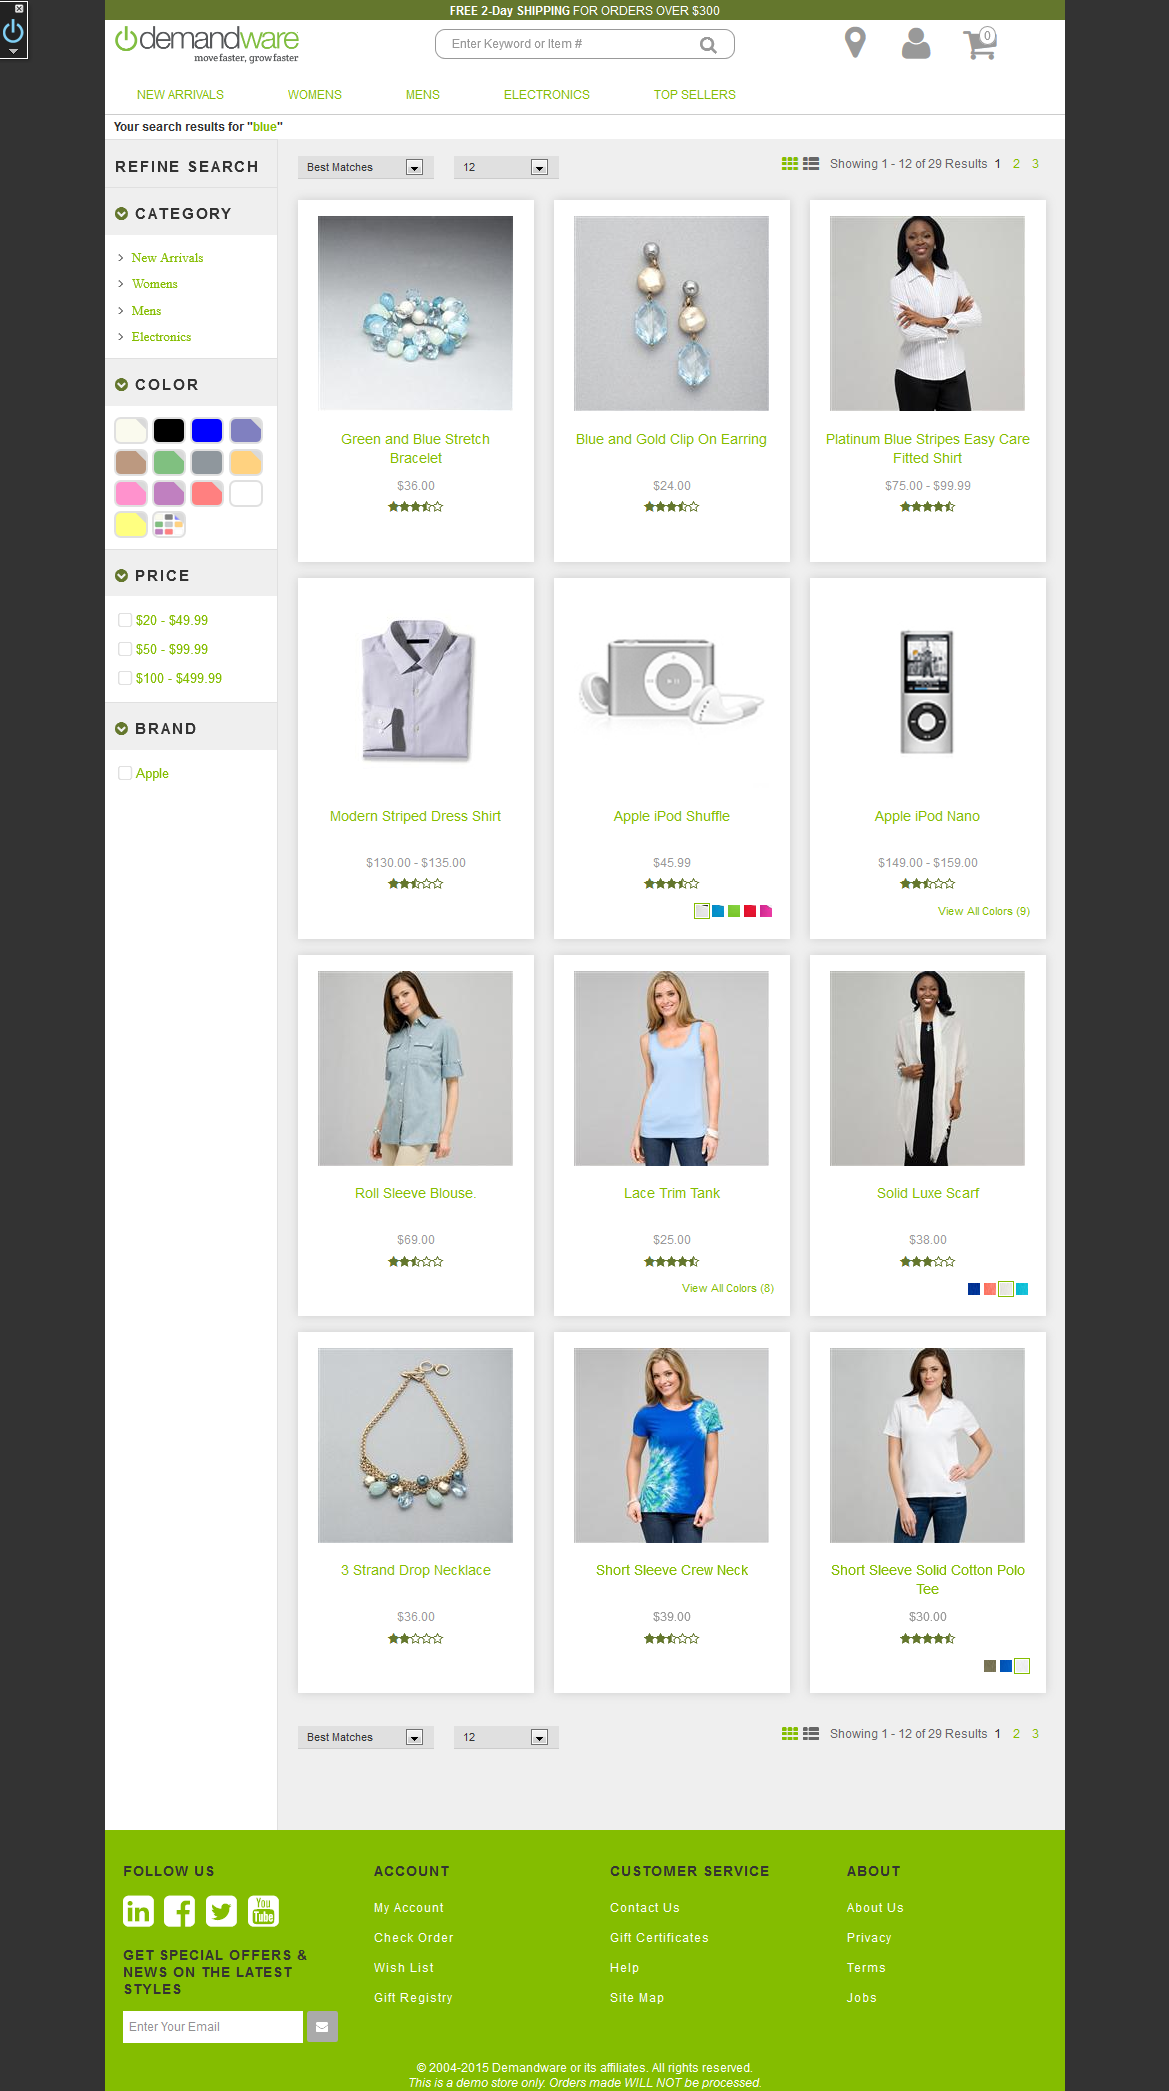 FREE 2-Day SHIPPING FOR ORDERS OVER $300
demandware
move faster, grow faster
Enter Keyword or Item #
0
NEW ARRIVALS WOMENS MENS ELECTRONICS TOP SELLERS
Your search results for "blue"
REFINE SEARCH
CATEGORY
New Arrivals
Womens
Mens
Electronics
COLOR
PRICE
$20 - $49.99
$50 - $99.99
$100 - $499.99
BRAND
Apple
Best Matches 12 Showing 1 - 12 of 29 Results 1 2 3
Green and Blue Stretch
Bracelet
$36.00
Blue and Gold Clip On Earring
$24.00
Platinum Blue Stripes Easy Care
Fitted Shirt
$75.00 - $99.99
Modern Striped Dress Shirt
$130.00 - $135.00
Apple iPod Shuffle
$45.99
Apple iPod Nano
$149.00 - $159.00
View All Colors (9)
Roll Sleeve Blouse.
$69.00
Lace Trim Tank
$25.00
View All Colors (8)
Solid Luxe Scarf
$38.00
3 Strand Drop Necklace
$36.00
Short Sleeve Crew Neck
$39.00
Short Sleeve Solid Cotton Polo
Tee
$30.00
Best Matches 12 Showing 1 - 12 of 29 Results 1 2 3
FOLLOW US
in f You Tube
GET SPECIAL OFFERS &
NEWS ON THE LATEST
STYLES
Enter Your Email
ACCOUNT
My Account
Check Order
Wish List
Gift Registry
CUSTOMER SERVICE
Contact Us
Gift Certificates
Help
Site Map
ABOUT
About Us
Privacy
Terms
Jobs
© 2004-2015 Demandware or its affiliates. All rights reserved.
This is a demo store only. Orders made WILL NOT be processed.